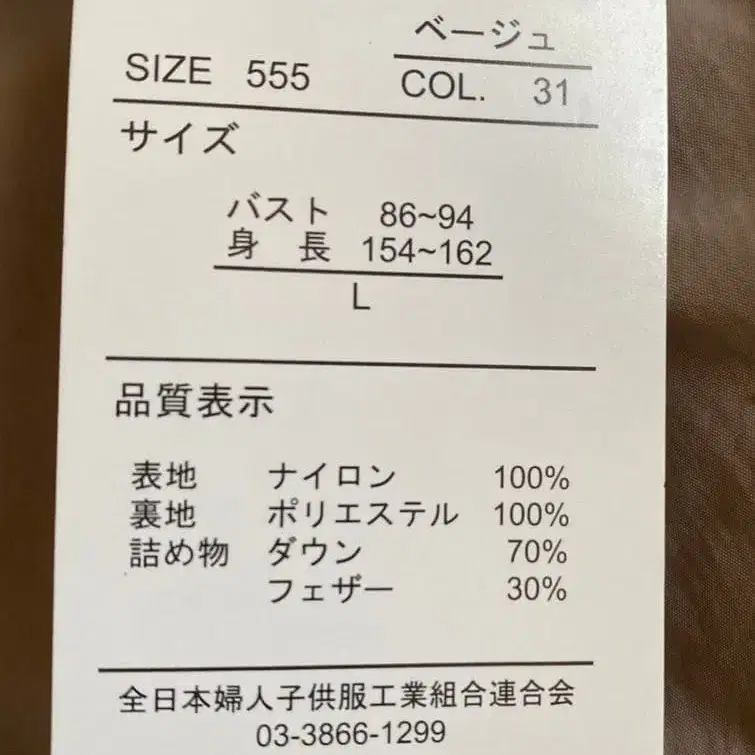 ベージュ
SIZE 555 COL. 31
サイズ
バスト 86~94
身 長 154~162
L
品質表示
表地 ナイロン 100%
裏地 ポリエステル 100%
詰め物 ダウン 70%
フェザー 30%
全日本婦人子供服工業組合連合会
03-3866-1299